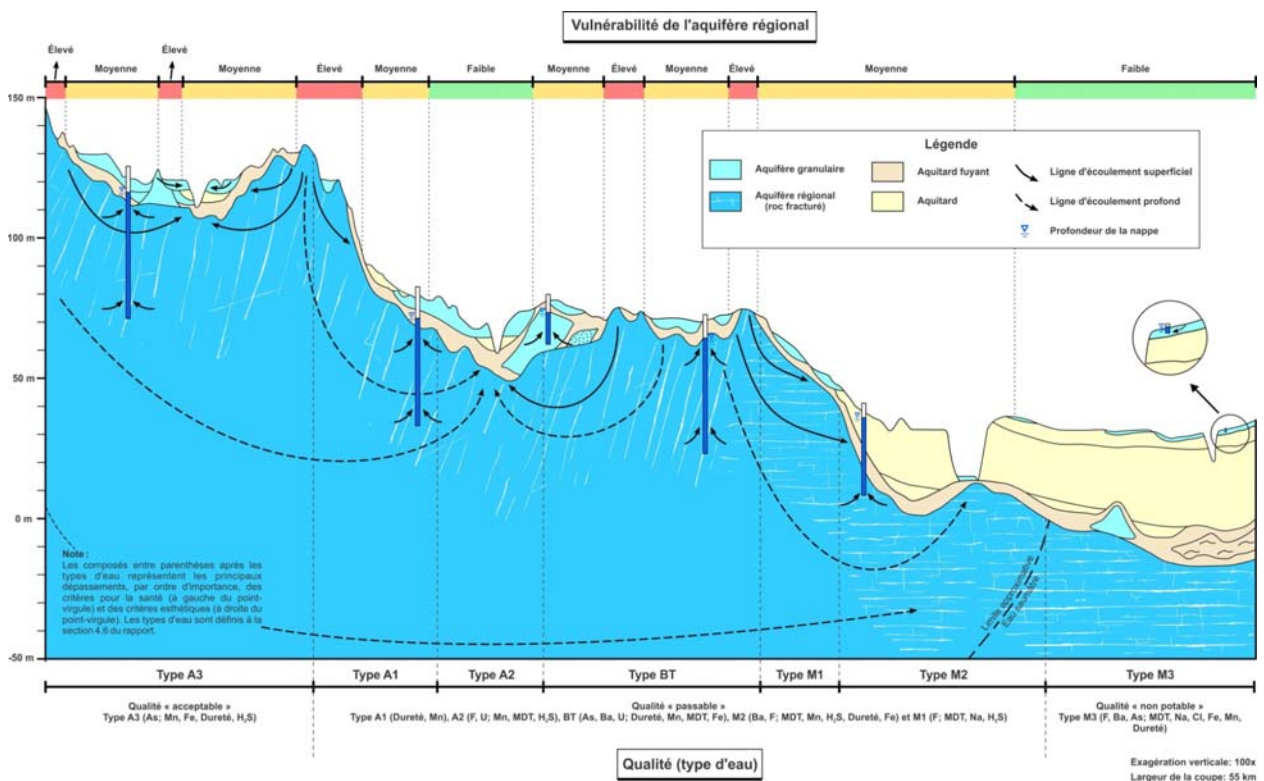 Vulnérabilité de l'aquifère régional
Élevé
Moyenne
Élevé
Moyenne
Élevé
Moyenne
Faible
Moyenne
Élevé
Moyenne
Élevé
Moyenne
Faible
150 m
100 m
50 m
0 m
-50 m
Légende
Aquifère granulaire
Aquifère régional
(roc fracturé)
Aquitard fuyant
Aquitard
Ligne d'écoulement superficiel
Ligne d'écoulement profond
Profondeur de la nappe
Note :
Les composés entre parenthèses après les
types d'eau représentent les principaux
dépassements, par ordre d'importance, des
critères pour la santé (à gauche du point-
virgule) et des critères esthétiques (à droite du
point-virgule). Les types d'eau sont définis à la
section 4.6 du rapport.
Limite approximative
Eau saumâtre
Type A3
Type A1
Type A2
Type BT
Type M1
Type M2
Type M3
Qualité « acceptable »
Type A3 (As; Mn, Fe, Dureté, H₂S)
Qualité « passable »
Type A1 (Dureté, Mn), A2 (F, U; Mn, MDT, H₂S), BT (As, Ba, U; Dureté, Mn, MDT, Fe), M2 (Ba, F; MDT, Mn, H₂S, Dureté, Fe) et M1 (F; MDT, Na, H₂S)
Qualité « non potable »
Type M3 (F, Ba, As; MDT, Na, Cl, Fe, Mn,
Dureté)
Qualité (type d'eau)
Exagération verticale: 100x
Largeur de la coupe: 55 km